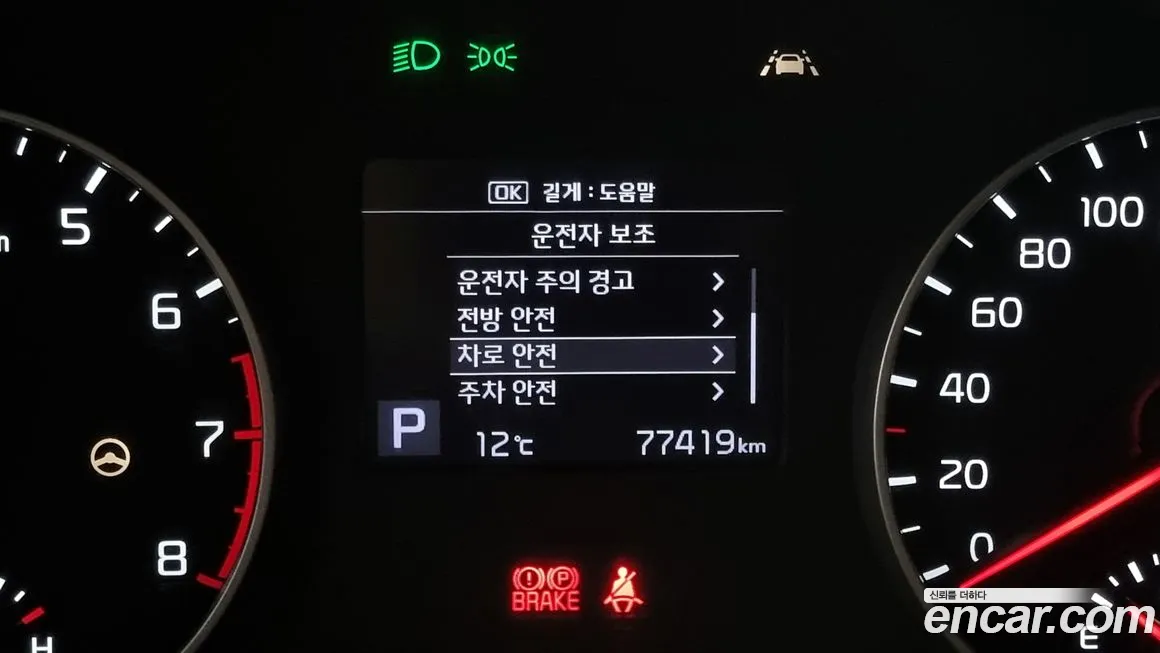 OK 길게 : 도움말
운전자 보조
운전자 주의 경고
전방 안전
차로 안전
주차 안전
P
12℃
77419km
5
6
7
8
H
100
80
60
40
20
0
E
BRAKE
P
신뢰를 더하다
encar.com